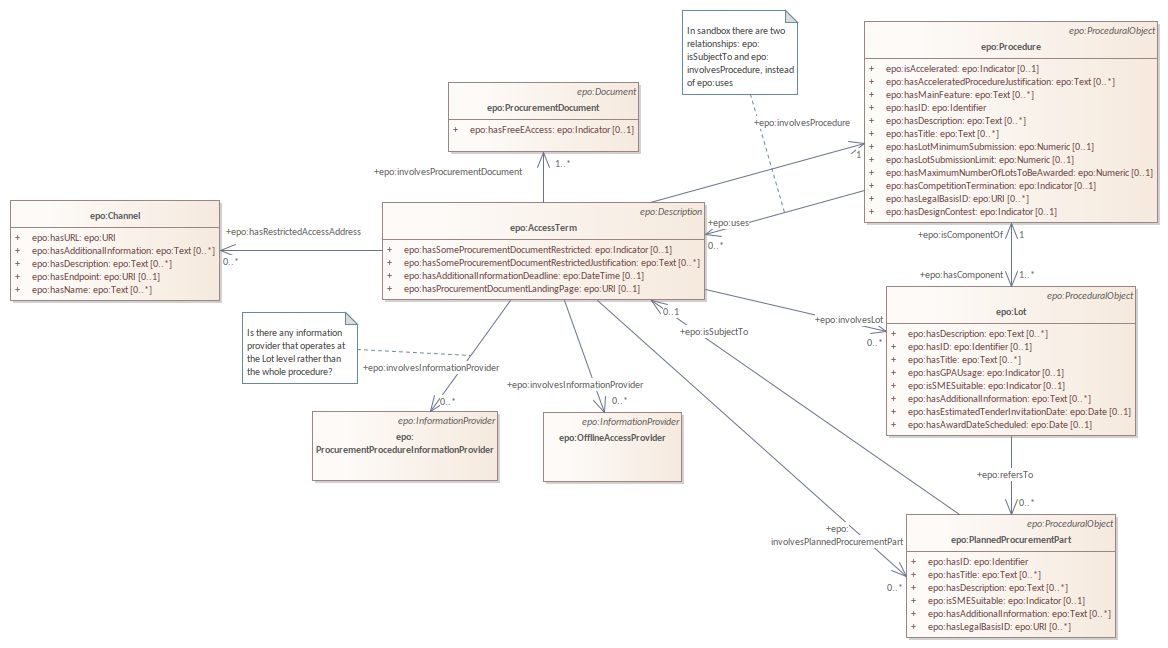 In sandbox there are two
relationships: epo:
isSubjectTo and epo:
involvesProcedure, instead
of epo:uses
epo:ProceduralObject
epo:Procedure
+ epo:isAccelerated: epo:Indicator [0..1]
+ epo:hasAcceleratedProcedureJustification: epo:Text [0..*]
+ epo:hasMainFeature: epo:Text [0..*]
+ epo:hasID: epo:Identifier
+ epo:hasDescription: epo:Text [0..*]
+ epo:hasTitle: epo:Text [0..*]
+ epo:hasLotMinimumSubmission: epo:Numeric [0..1]
+ epo:hasLotSubmissionLimit: epo:Numeric [0..1]
+ epo:hasMaximumNumberOfLotsToBeAwarded: epo:Numeric [0..1]
+ epo:hasCompetitionTermination: epo:Indicator [0..1]
+ epo:hasLegalBasisID: epo:URI [0..*]
+ epo:hasDesignContest: epo:Indicator [0..1]
epo:Document
epo:ProcurementDocument
+ epo:hasFreeEAccess: epo:Indicator [0..1]
+epo:involvesProcedure
1
+epo:involvesProcurementDocument
1..*
epo:Channel
+ epo:hasURL: epo:URI
+ epo:hasAdditionalInformation: epo:Text [0..*]
+ epo:hasDescription: epo:Text [0..*]
+ epo:hasEndpoint: epo:URI [0..1]
+ epo:hasName: epo:Text [0..*]
+epo:hasRestrictedAccessAddress
0..*
epo:Description
epo:AccessTerm
+ epo:hasSomeProcurementDocumentRestricted: epo:Indicator [0..1]
+ epo:hasSomeProcurementDocumentRestrictedJustification: epo:Text [0..*]
+ epo:hasAdditionalInformationDeadline: epo:DateTime [0..1]
+ epo:hasProcurementDocumentLandingPage: epo:URI [0..1]
+epo:uses
0..*
+epo:isComponentOf
1
+epo:hasComponent
1..*
epo:ProceduralObject
epo:Lot
+ epo:hasDescription: epo:Text [0..*]
+ epo:hasID: epo:Identifier [0..1]
+ epo:hasTitle: epo:Text [0..*]
+ epo:hasGPAUsage: epo:Indicator [0..1]
+ epo:isSMESuitable: epo:Indicator [0..1]
+ epo:hasAdditionalInformation: epo:Text [0..*]
+ epo:hasEstimatedTenderInvitationDate: epo:Date [0..1]
+ epo:hasAwardDateScheduled: epo:Date [0..1]
+epo:involvesLot
0..*
0..1
+epo:isSubjectTo
Is there any information
provider that operates at
the Lot level rather than
the whole procedure?
+epo:involvesInformationProvider
0..*
+epo:involvesInformationProvider
0..*
epo:InformationProvider
epo:
ProcurementProcedureInformationProvider
epo:InformationProvider
epo:OfflineAccessProvider
+epo:refersTo
0..*
+epo:
involvesPlannedProcurementPart
0..*
epo:ProceduralObject
epo:PlannedProcurementPart
+ epo:hasID: epo:Identifier
+ epo:hasTitle: epo:Text [0..*]
+ epo:hasDescription: epo:Text [0..*]
+ epo:isSMESuitable: epo:Indicator [0..1]
+ epo:hasAdditionalInformation: epo:Text [0..*]
+ epo:hasLegalBasisID: epo:URI [0..*]